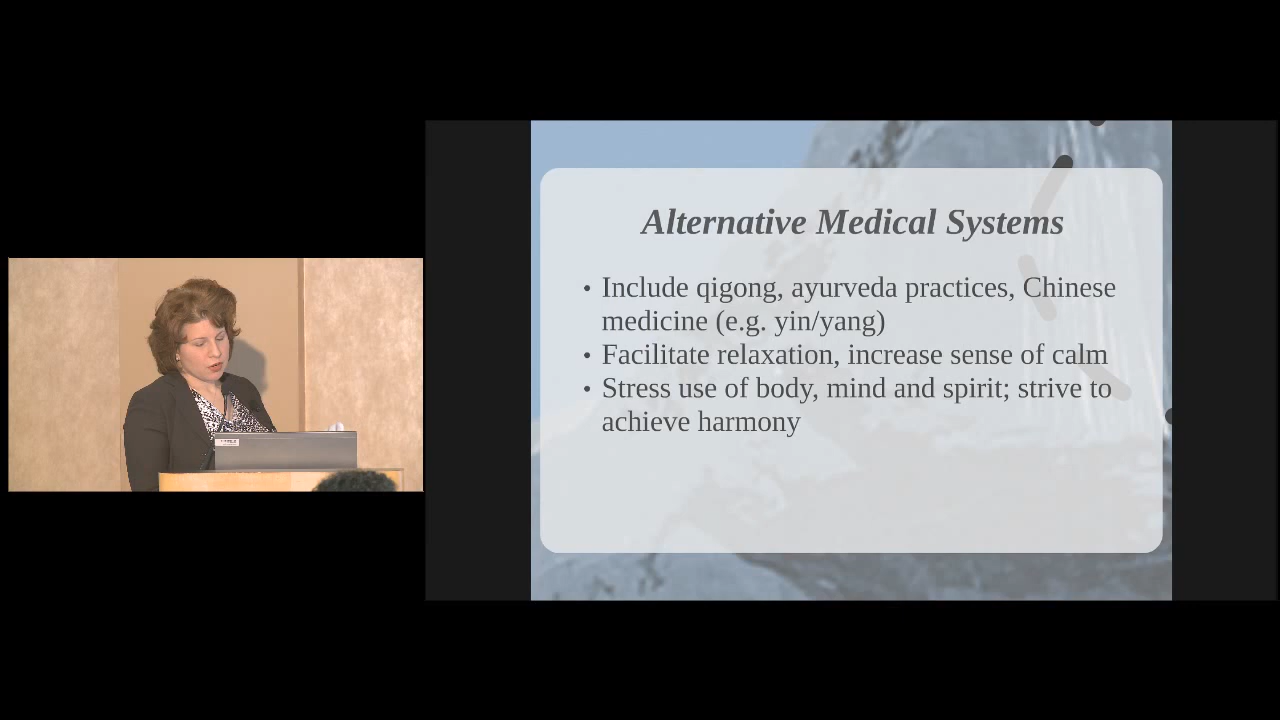 Alternative Medical Systems
• Include qigong, ayurveda practices, Chinese
medicine (e.g. yin/yang)
• Facilitate relaxation, increase sense of calm
• Stress use of body, mind and spirit; strive to
achieve harmony